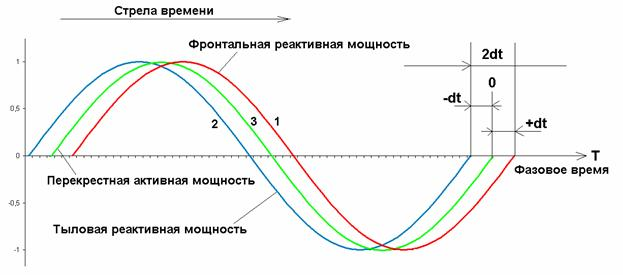 Стрела времени
Фронтальная реактивная мощность
2dt
0
-dt
+dt
1
0,5
0
-0,5
-1
2
3
1
T
Фазовое время
Перекрестная активная мощность
Тыловая реактивная мощность